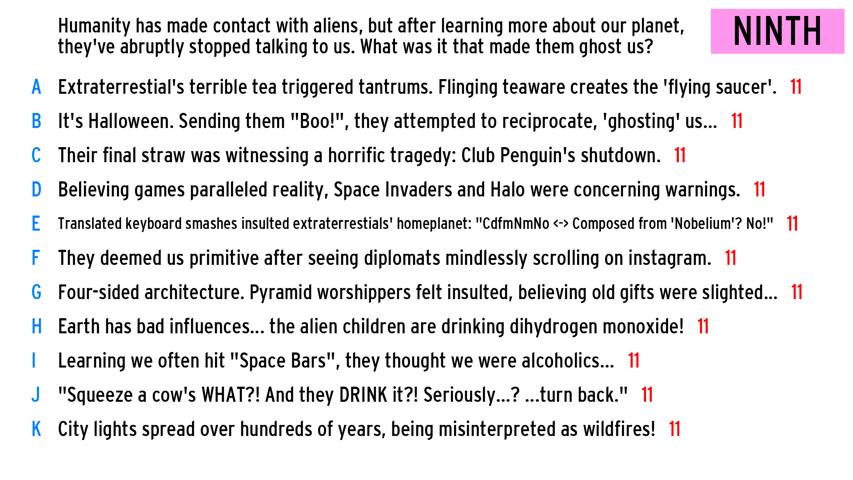 Humanity has made contact with aliens, but after learning more about our planet,
they've abruptly stopped talking to us. What was it that made them ghost us?
NINTH
A Extraterrestial's terrible tea triggered tantrums. Flinging teaware creates the 'flying saucer'. 11
B It's Halloween. Sending them "Boo!", they attempted to reciprocate, 'ghosting' us... 11
C Their final straw was witnessing a horrific tragedy: Club Penguin's shutdown. 11
D Believing games paralleled reality, Space Invaders and Halo were concerning warnings. 11
E Translated keyboard smashes insulted extraterrestials' homeplanet: "CdfmNmNo <-> Composed from 'Nobelium'? No!" 11
F They deemed us primitive after seeing diplomats mindlessly scrolling on instagram. 11
G Four-sided architecture. Pyramid worshippers felt insulted, believing old gifts were slighted... 11
H Earth has bad influences... the alien children are drinking dihydrogen monoxide! 11
I Learning we often hit "Space Bars", they thought we were alcoholics... 11
J "Squeeze a cow's WHAT?! And they DRINK it?! Seriously...? ...turn back." 11
K City lights spread over hundreds of years, being misinterpreted as wildfires! 11